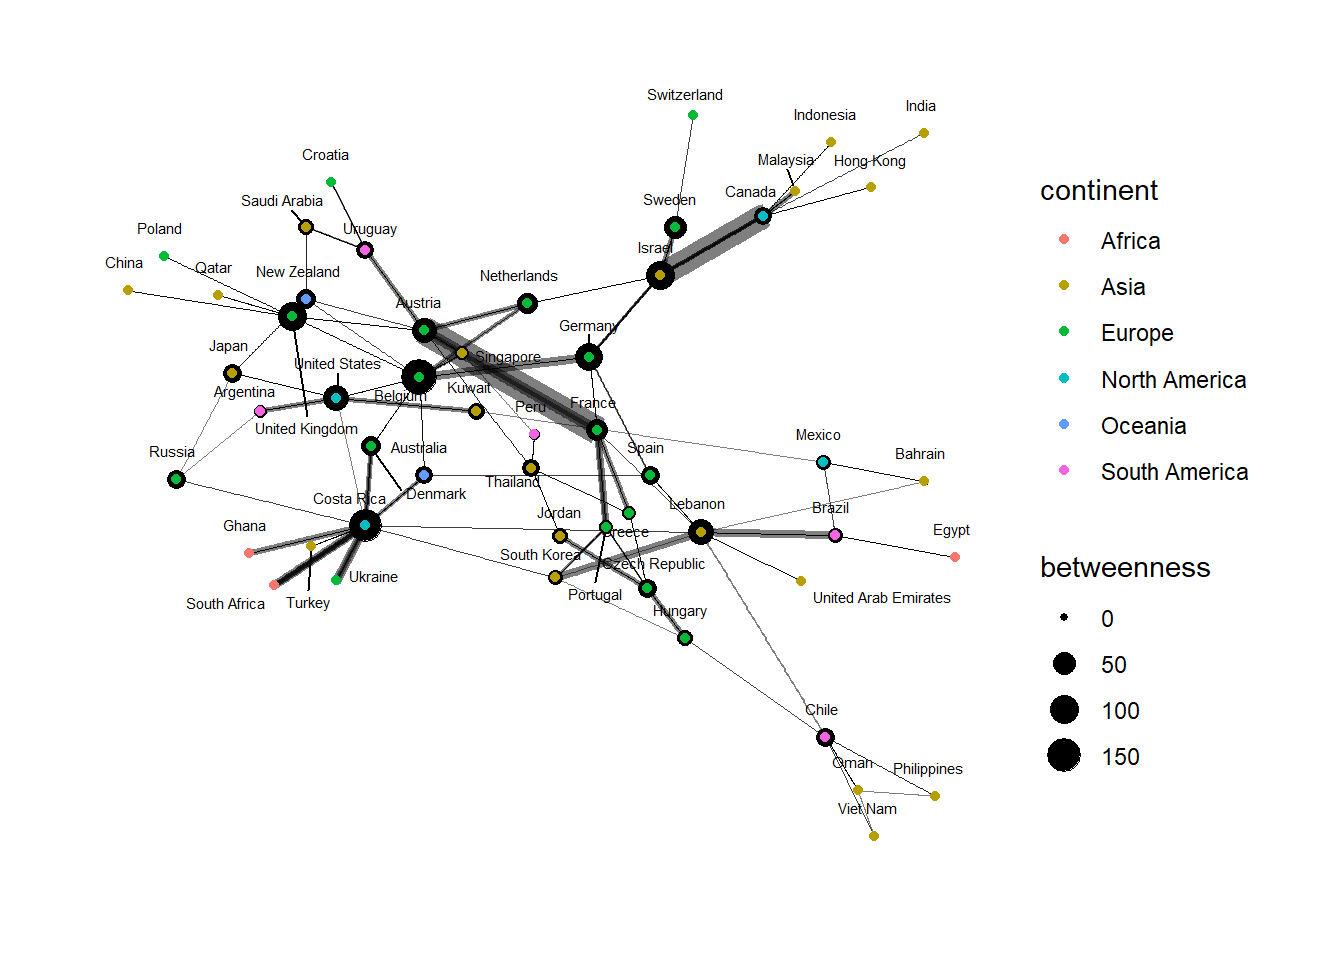 Switzerland
India
Indonesia
Croatia
Malaysia
Hong Kong
Saudi Arabia
Canada
Sweden
Poland
Uruguay
Israel
China
Qatar
New Zealand
Netherlands
Austria
Germany
Japan
United States
Singapore
Argentina
Belgium
Kuwait
Peru
France
United Kingdom
Mexico
Russia
Australia
Spain
Bahrain
Thailand
Costa Rica
Denmark
Lebanon
Brazil
Ghana
Jordan
Greece
Egypt
South Korea
Czech Republic
South Africa
Turkey
Ukraine
Portugal
Hungary
United Arab Emirates
Chile
Oman
Philippines
Viet Nam
continent
Africa
Asia
Europe
North America
Oceania
South America
betweenness
0
50
100
150